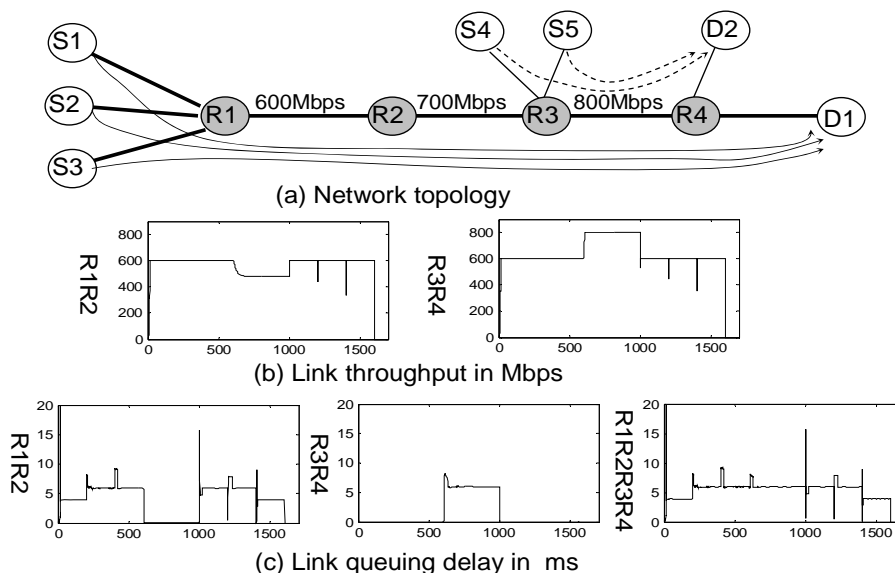 S1
S4
S5
D2
S2
600Mbps
700Mbps
800Mbps
R1
R2
R3
R4
D1
S3
(a) Network topology
R1R2
800
600
400
200
0
0
500
1000
1500
R3R4
800
600
400
200
0
0
500
1000
1500
(b) Link throughput in Mbps
R1R2
20
15
10
5
0
0
500
1000
1500
R3R4
20
15
10
5
0
0
500
1000
1500
R1R2R3R4
20
15
10
5
0
0
500
1000
1500
(c) Link queuing delay in ms